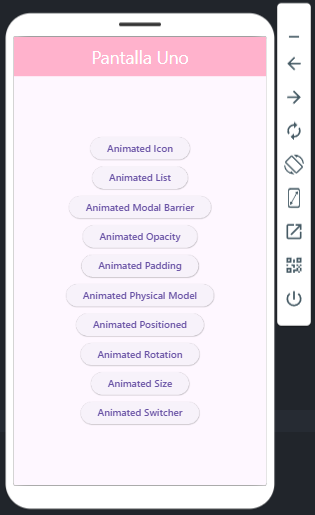 Pantalla Uno
Animated Icon
Animated List
Animated Modal Barrier
Animated Opacity
Animated Padding
Animated Physical Model
Animated Positioned
Animated Rotation
Animated Size
Animated Switcher